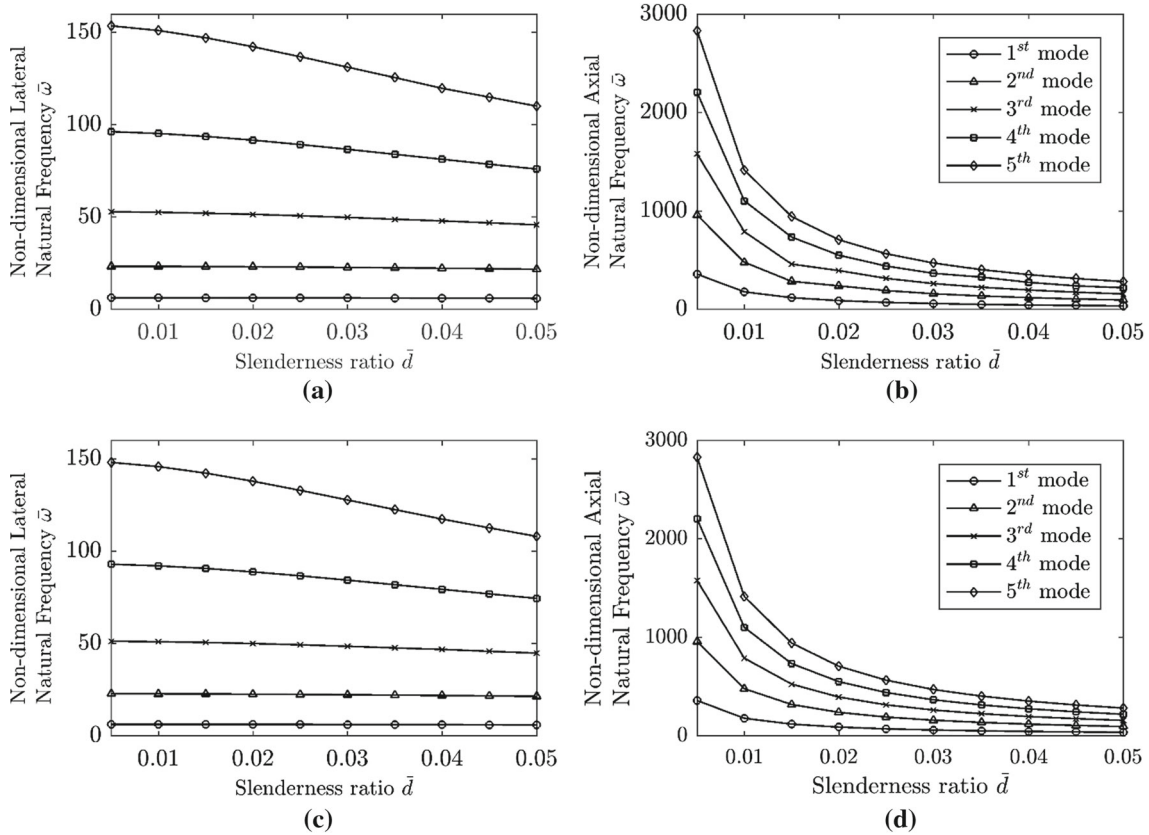 Non-dimensional Lateral
Natural Frequency ω̄
150
100
50
0
0.01 0.02 0.03 0.04 0.05
Slenderness ratio d̄
(a)
Non-dimensional Axial
Natural Frequency ω̄
3000
2000
1000
0
1st mode
2nd mode
3rd mode
4th mode
5th mode
0.01 0.02 0.03 0.04 0.05
Slenderness ratio d̄
(b)
Non-dimensional Lateral
Natural Frequency ω̄
150
100
50
0
0.01 0.02 0.03 0.04 0.05
Slenderness ratio d̄
(c)
Non-dimensional Axial
Natural Frequency ω̄
3000
2000
1000
0
1st mode
2nd mode
3rd mode
4th mode
5th mode
0.01 0.02 0.03 0.04 0.05
Slenderness ratio d̄
(d)